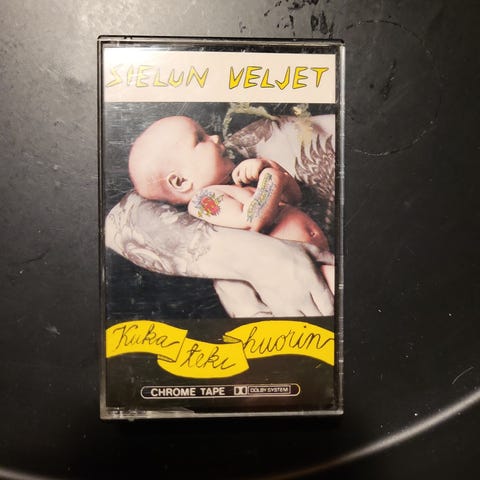 SIELUN VELJET
Kuka teki huorin
CHROME TAPE DOLBY SYSTEM